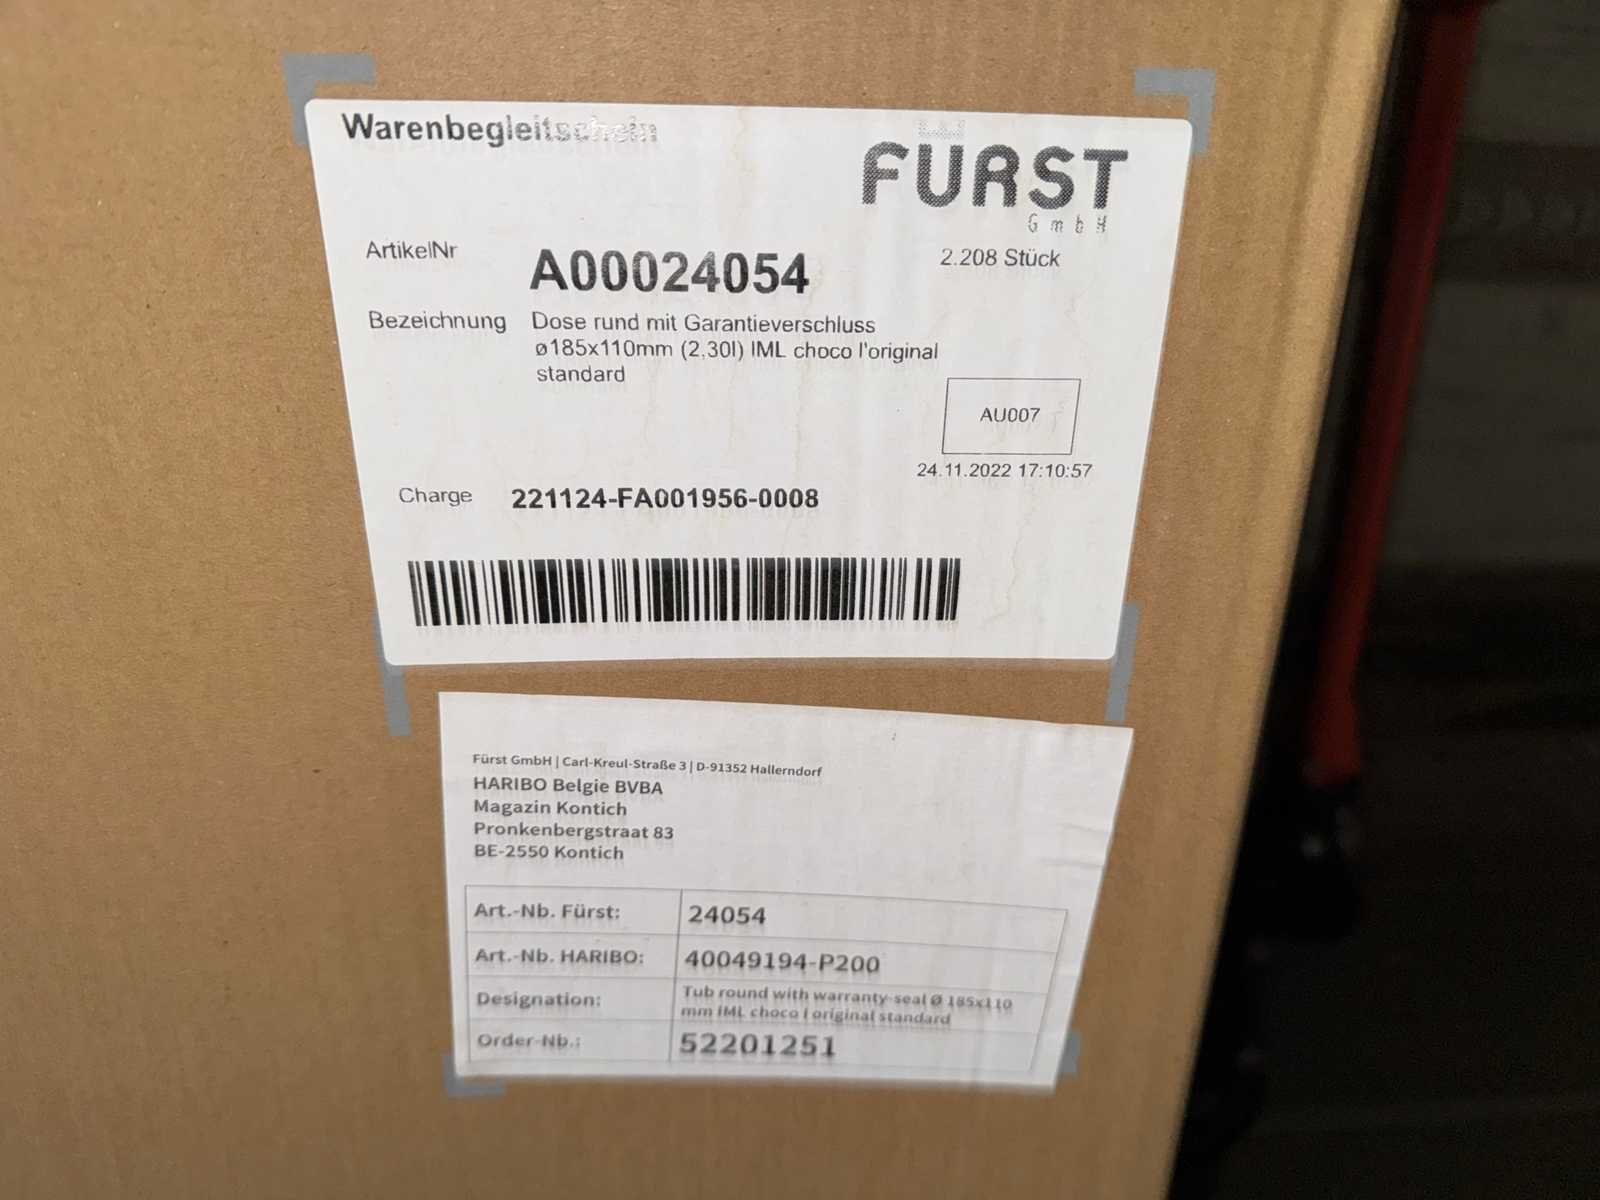 Warenbegleitschein
FÜRST
GmbH
ArtikelNr A00024054 2.208 Stück
Bezeichnung Dose rund mit Garantieverschluss
ø185x110mm (2,30l) IML choco l'original
standard
AU007
24.11.2022 17:10:57
Charge 221124-FA001956-0008
Fürst GmbH | Carl-Kreul-Straße 3 | D-91352 Hallerndorf
HARIBO Belgie BVBA
Magazin Kontich
Pronkenbergstraat 83
BE-2550 Kontich
Art.-Nb. Fürst: 24054
Art.-Nb. HARIBO: 40049194-P200
Designation: Tub round with warranty-seal Ø 185x110
mm IML choco l original standard
Order-Nb.: 52201251